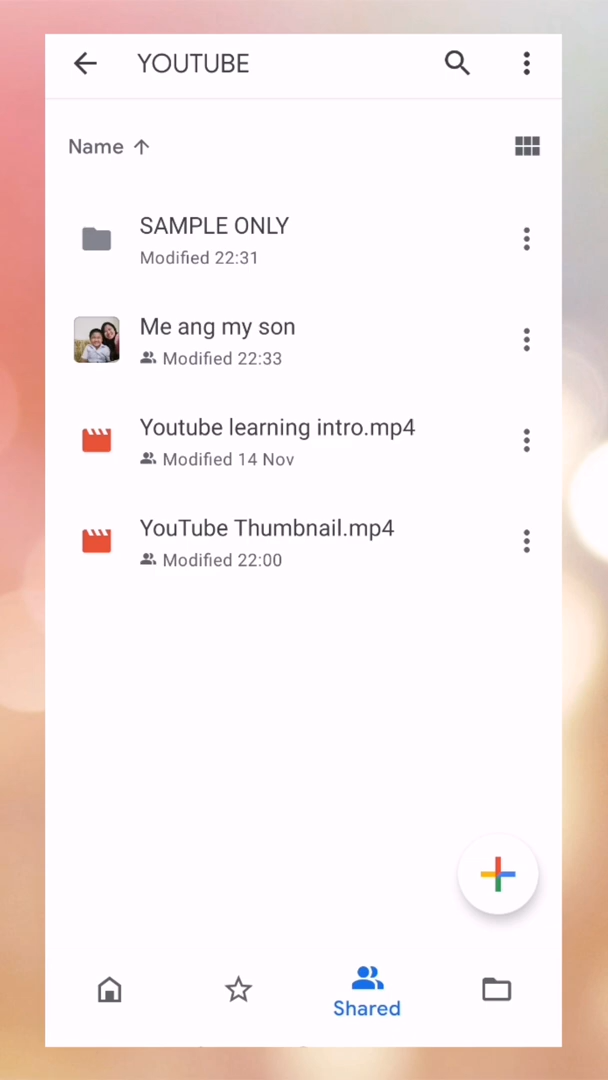 YOUTUBE
Name
SAMPLE ONLY
Modified 22:31
Me ang my son
Modified 22:33
Youtube learning intro.mp4
Modified 14 Nov
YouTube Thumbnail.mp4
Modified 22:00
Shared